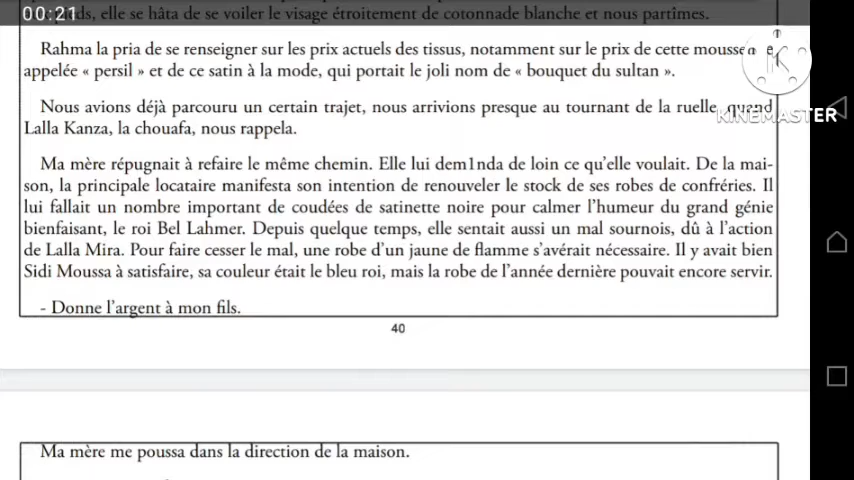 00:21
elle se hâta de se voiler le visage étroitement de cotonnade blanche et nous partîmes.
Rahma la pria de se renseigner sur les prix actuels des tissus, notamment sur le prix de cette
appelée « persil » et de ce satin à la mode, qui portait le joli nom de « bouquet du sultan ».
KINEMASTER
Nous avions déjà parcouru un certain trajet, nous arrivions presque au tournant de la ruelle, quand
Lalla Kanza, la chouafa, nous rappela.
Ma mère répugnait à refaire le même chemin. Elle lui dem1nda de loin ce qu'elle voulait. De la mai-
son, la principale locataire manifesta son intention de renouveler le stock de ses robes de confréries. Il
lui fallait un nombre important de coudées de satinette noire pour calmer l'humeur du grand génie
bienfaisant, le roi Bel Lahmer. Depuis quelque temps, elle sentait aussi un mal sournois, dû à l'action
de Lalla Mira. Pour faire cesser le mal, une robe d'un jaune de flamme s'avérait nécessaire. Il y avait bien
Sidi Moussa à satisfaire, sa couleur était le bleu roi, mais la robe de l'année dernière pouvait encore servir.
- Donne l'argent à mon fils.
40
Ma mère me poussa dans la direction de la maison.